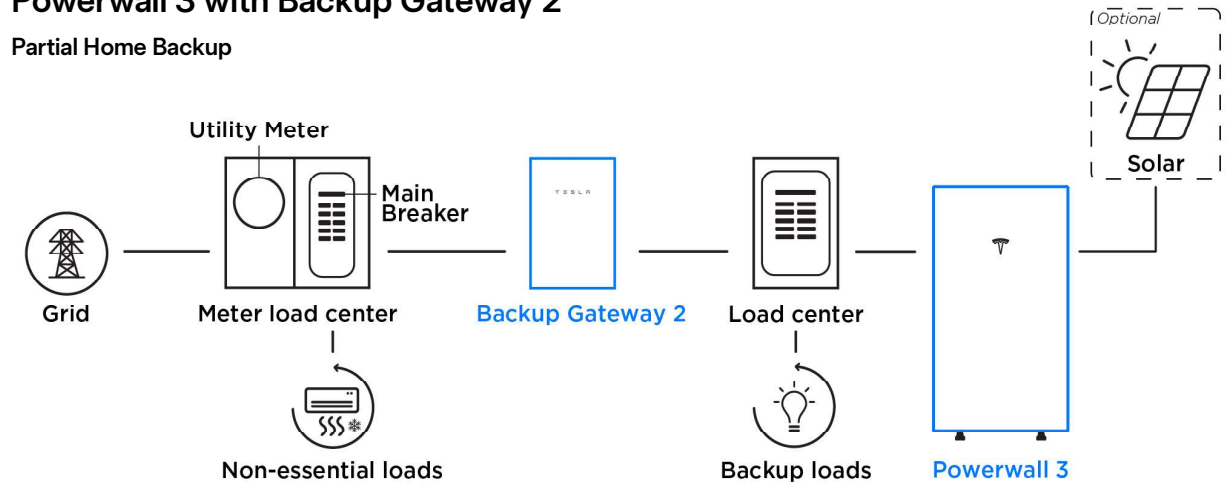 Powerwall 3 with Backup Gateway 2
Partial Home Backup
Optional
Solar
Utility Meter
Main
Breaker
TESLA
Grid
Meter load center
Backup Gateway 2
Load center
Non-essential loads
Backup loads
Powerwall 3